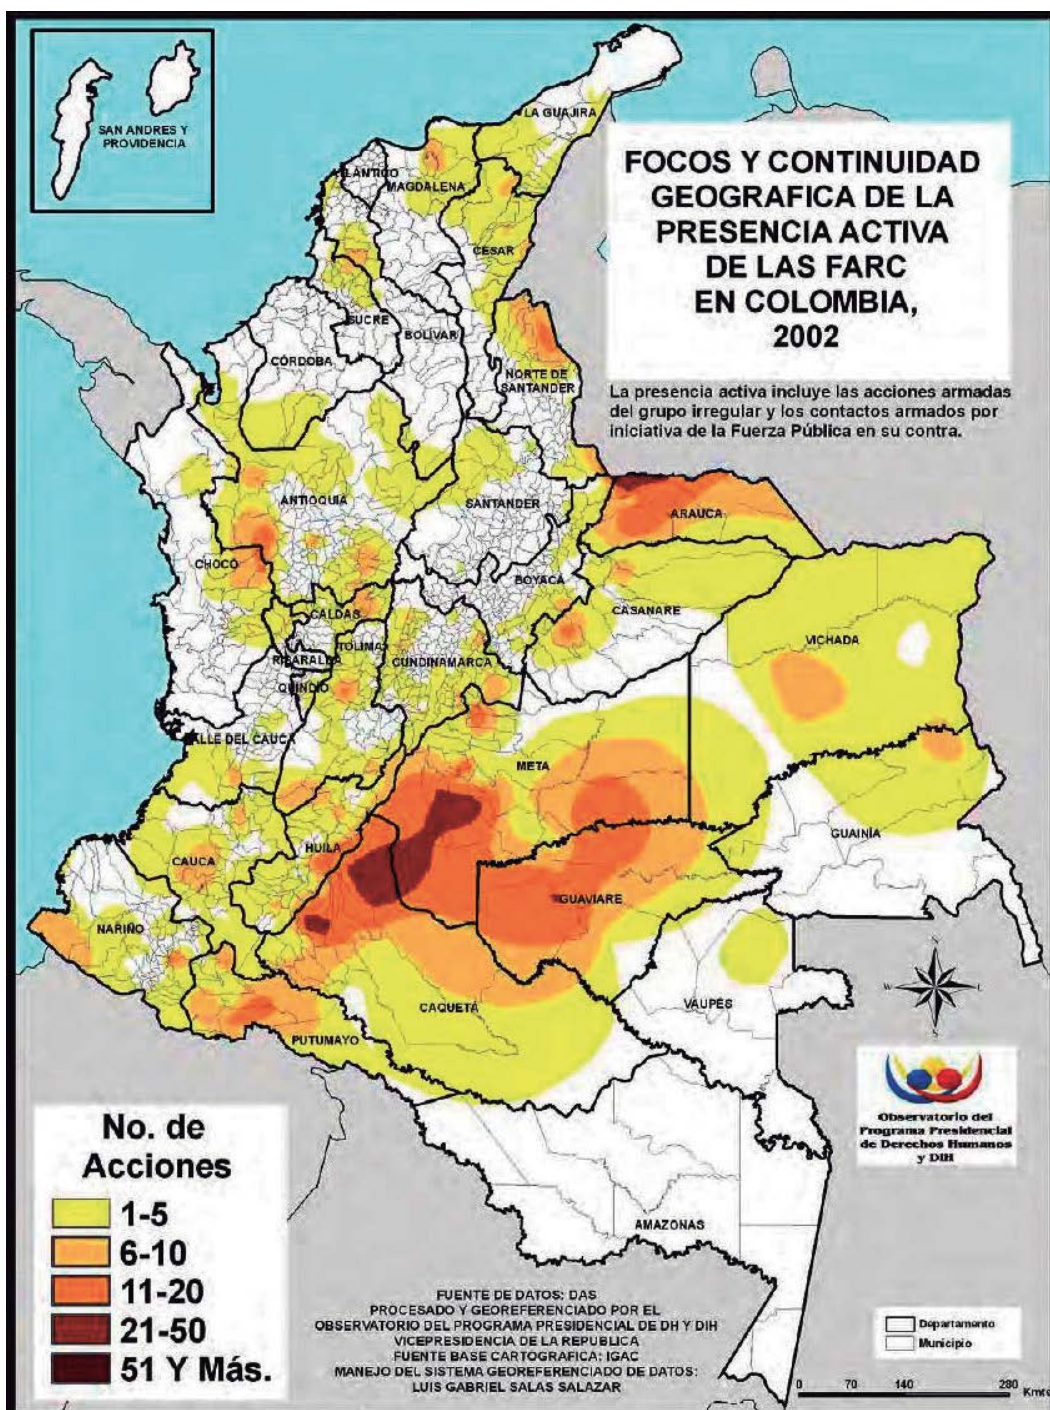 SAN ANDRES Y
PROVIDENCIA
FOCOS Y CONTINUIDAD
GEOGRAFICA DE LA
PRESENCIA ACTIVA
DE LAS FARC
EN COLOMBIA,
2002
La presencia activa incluye las acciones armadas
del grupo irregular y los contactos armados por
iniciativa de la Fuerza Pública en su contra.
LA GUAJIRA
ATLÁNTICO
MAGDALENA
CESAR
SUCRE
BOLÍVAR
CÓRDOBA
NORTE DE
SANTANDER
ANTIOQUIA
SANTANDER
ARAUCA
CHOCÓ
BOYACÁ
CASANARE
CALDAS
VICHADA
TOLIMA
RISARALDA
CUNDINAMARCA
QUINDIO
VALLE DEL CAUCA
META
GUAINÍA
HUILA
CAUCA
GUAVIARE
NARIÑO
CAQUETÁ
VAUPÉS
PUTUMAYO
AMAZONAS
N
W
E
S
Observatorio del
Programa Presidencial
de Derechos Humanos
y DIH
No. de
Acciones
1-5
6-10
11-20
21-50
51 Y Más.
FUENTE DE DATOS: DAS
PROCESADO Y GEOREFERENCIADO POR EL
OBSERVATORIO DEL PROGRAMA PRESIDENCIAL DE DH Y DIH
VICEPRESIDENCIA DE LA REPUBLICA
FUENTE BASE CARTOGRAFICA: IGAC
MANEJO DEL SISTEMA GEOREFERENCIADO DE DATOS:
LUIS GABRIEL SALAS SALAZAR
Departamento
Municipio
0 70 140 280
Kmts